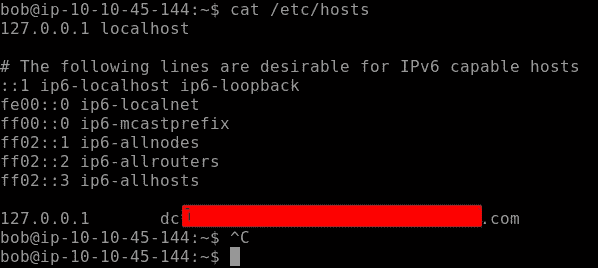 bob@ip-10-10-45-144:~$ cat /etc/hosts
127.0.0.1 localhost
# The following lines are desirable for IPv6 capable hosts
::1 ip6-localhost ip6-loopback
fe00::0 ip6-localnet
ff00::0 ip6-mcastprefix
ff02::1 ip6-allnodes
ff02::2 ip6-allrouters
ff02::3 ip6-allhosts
127.0.0.1 .com
bob@ip-10-10-45-144:~$ ^C
bob@ip-10-10-45-144:~$